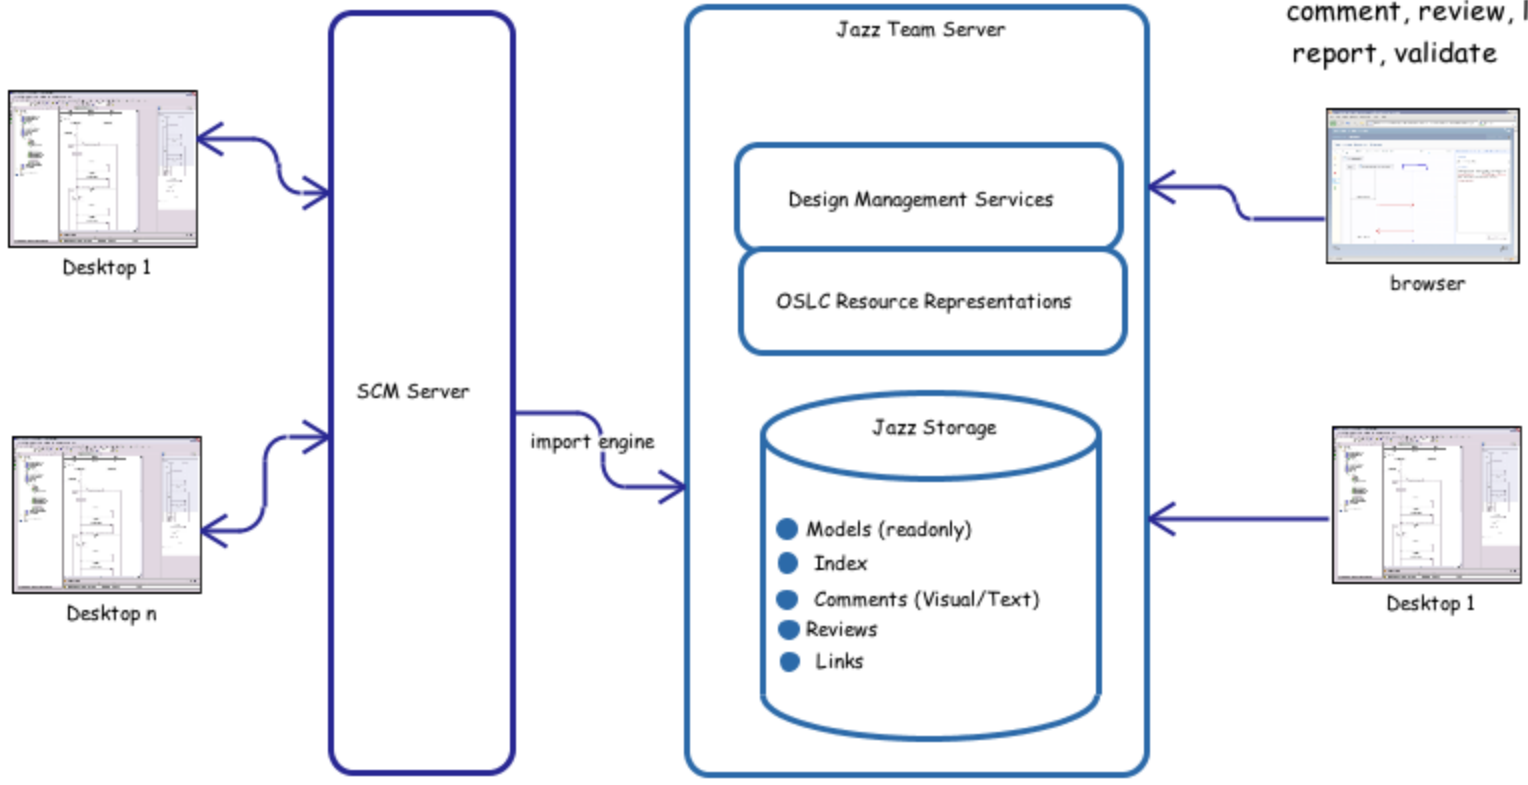 comment, review,
report, validate
Jazz Team Server
Design Management Services
OSLC Resource Representations
Desktop 1
browser
SCM Server
import engine
Jazz Storage
Models (readonly)
Index
Comments (Visual/Text)
Reviews
Links
Desktop n
Desktop 1